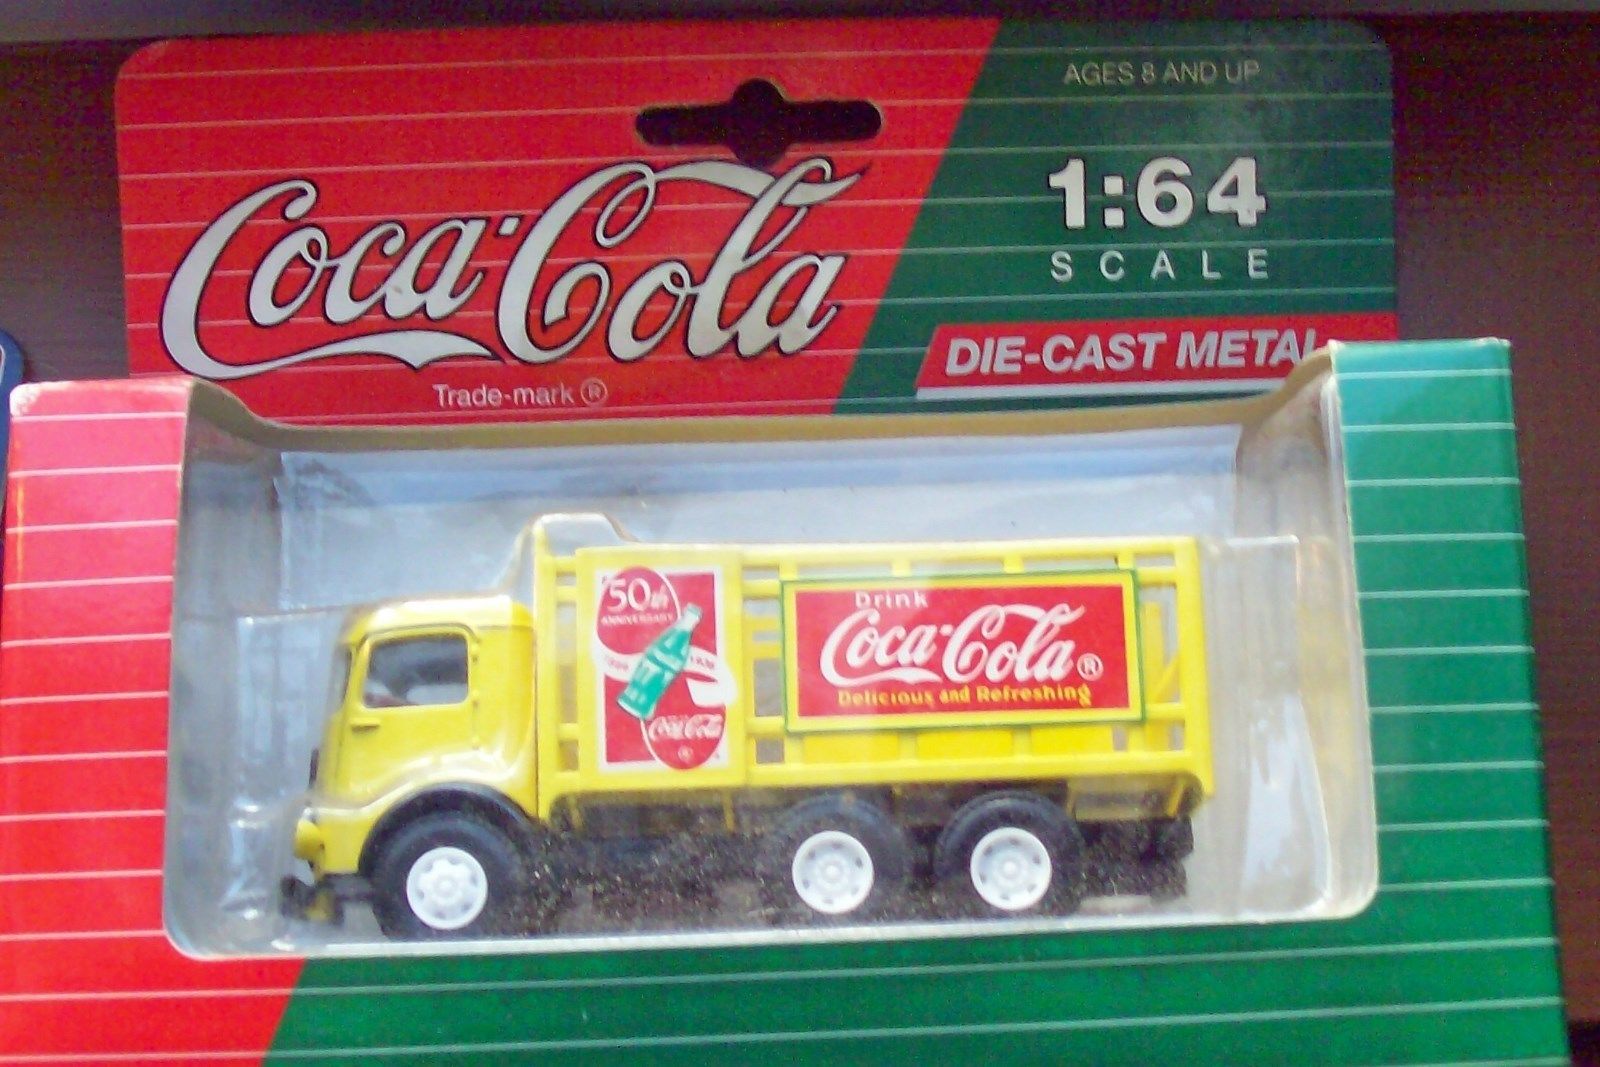 AGES 8 AND UP
Coca-Cola
Trade-mark ®
1:64
SCALE
DIE-CAST METAL
50th
ANNIVERSARY
Coca-Cola
®
Drink
Coca-Cola ®
Delicious and Refreshing